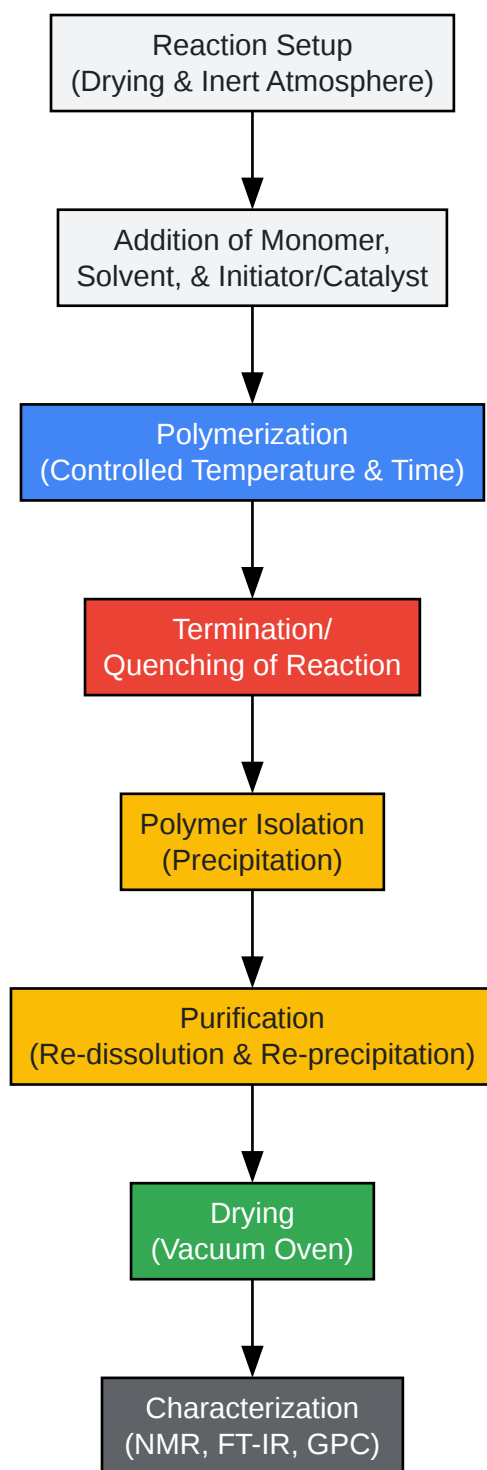 Reaction Setup
(Drying & Inert Atmosphere)
Addition of Monomer,
Solvent, & Initiator/Catalyst
Polymerization
(Controlled Temperature & Time)
Termination/
Quenching of Reaction
Polymer Isolation
(Precipitation)
Purification
(Re-dissolution & Re-precipitation)
Drying
(Vacuum Oven)
Characterization
(NMR, FT-IR, GPC)